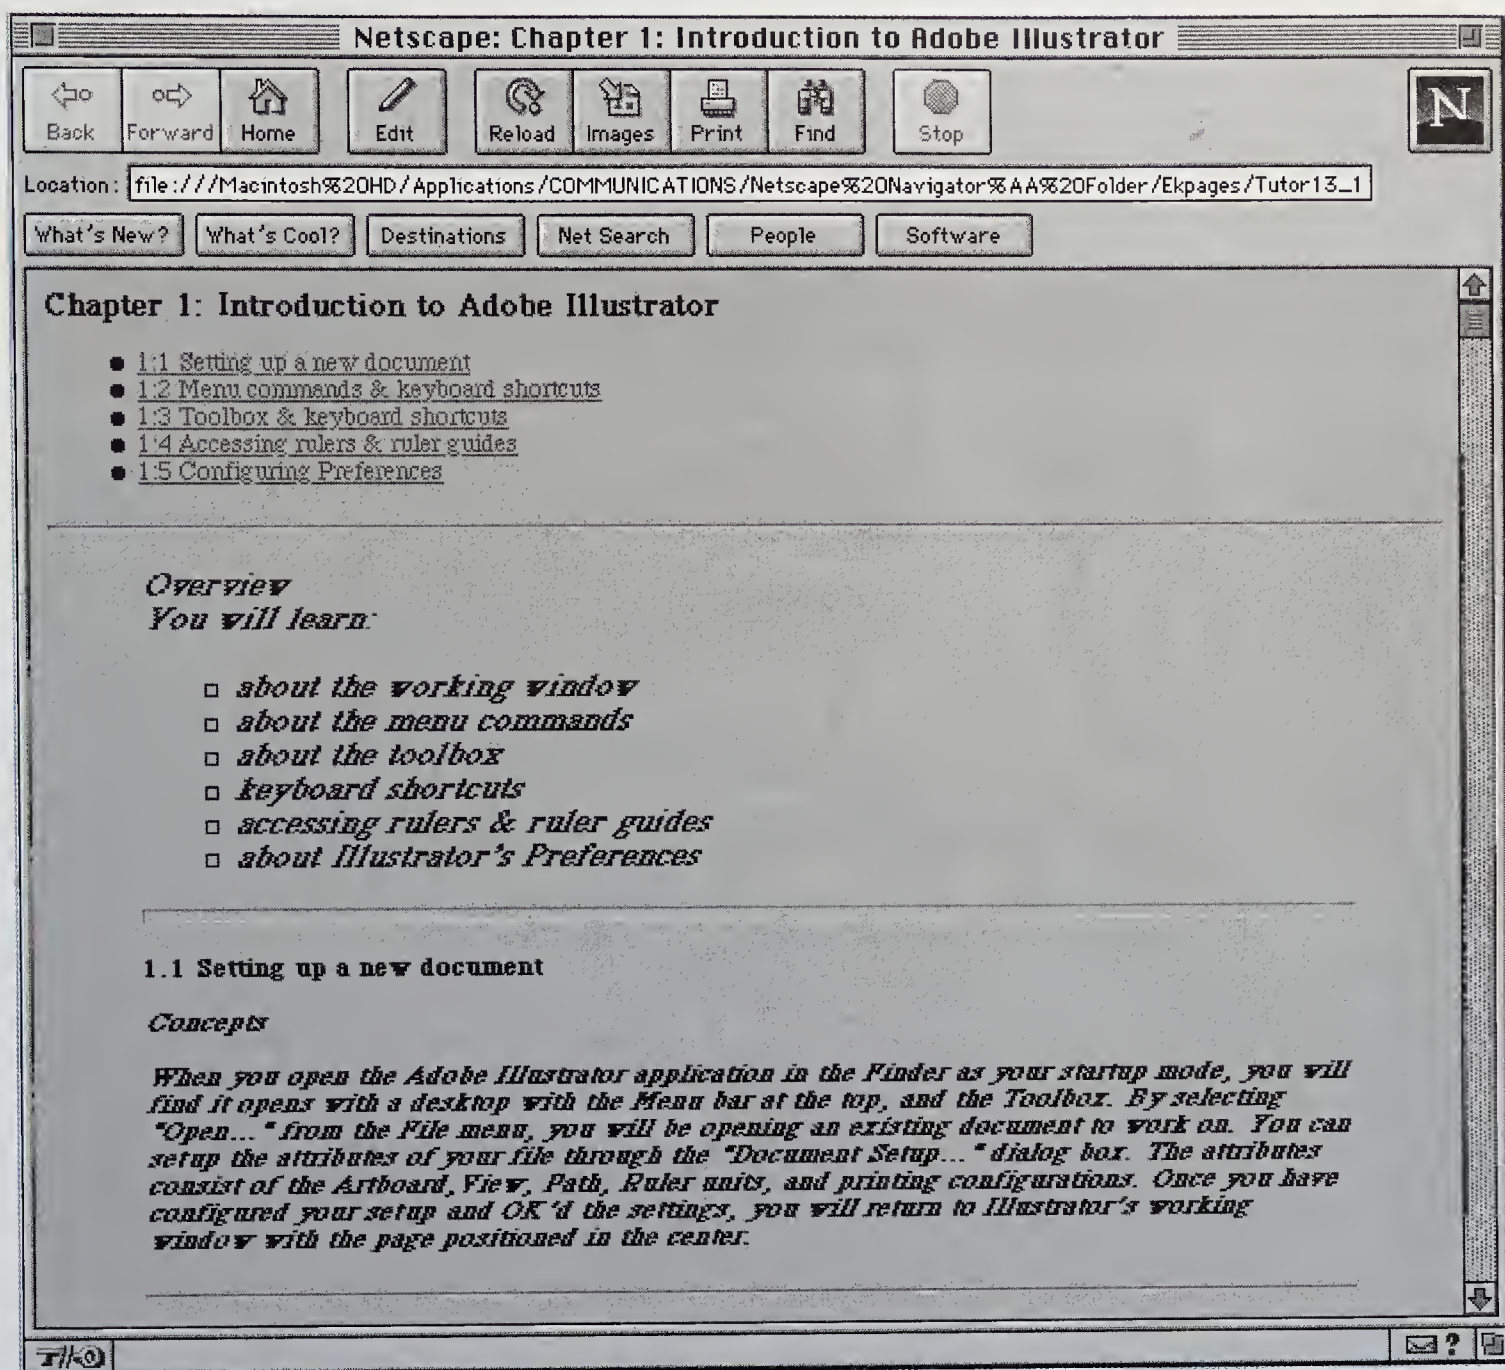 Netscape: Chapter 1: Introduction to Adobe Illustrator
Back Forward Home Edit Reload Images Print Find Stop
N
Location: file:///Macintosh%20HD/Applications/COMMUNICATIONS/Netscape%20Navigator%AA%20Folder/Ekpages/Tutor13_1
What's New? What's Cool? Destinations Net Search People Software
Chapter 1: Introduction to Adobe Illustrator
● 1:1 Setting up a new document
● 1:2 Menu commands & keyboard shortcuts
● 1:3 Toolbox & keyboard shortcuts
● 1:4 Accessing rulers & ruler guides
● 1:5 Configuring Preferences
Overview
You will learn:
□ about the working window
□ about the menu commands
□ about the toolbox
□ keyboard shortcuts
□ accessing rulers & ruler guides
□ about Illustrator's Preferences
1.1 Setting up a new document
Concepts
When you open the Adobe Illustrator application in the Finder as your startup mode, you will
find it opens with a desktop with the Menu bar at the top, and the Toolbox. By selecting
"Open..." from the File menu, you will be opening an existing document to work on. You can
setup the attributes of your file through the "Document Setup..." dialog box. The attributes
consist of the Artboard, View, Path, Ruler units, and printing configurations. Once you have
configured your setup and OK'd the settings, you will return to Illustrator's working
window with the page positioned in the center.
?